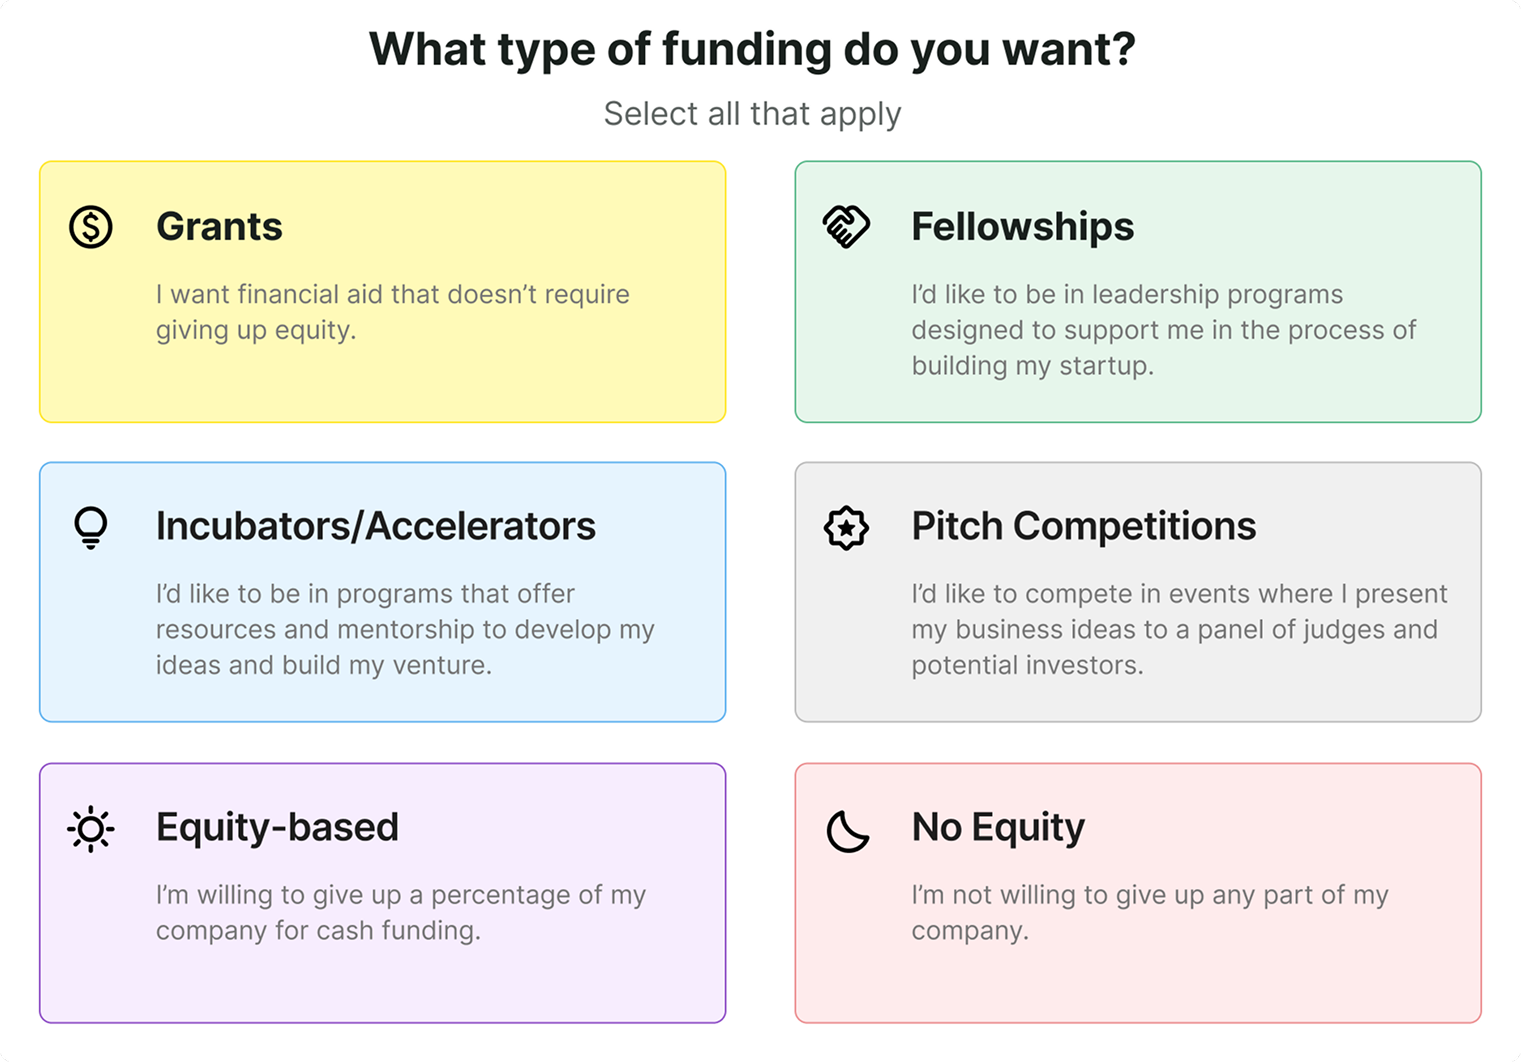 What type of funding do you want?
Select all that apply
Grants
I want financial aid that doesn’t require
giving up equity.
Fellowships
I’d like to be in leadership programs
designed to support me in the process of
building my startup.
Incubators/Accelerators
I’d like to be in programs that offer
resources and mentorship to develop my
ideas and build my venture.
Pitch Competitions
I’d like to compete in events where I present
my business ideas to a panel of judges and
potential investors.
Equity-based
I’m willing to give up a percentage of my
company for cash funding.
No Equity
I’m not willing to give up any part of my
company.